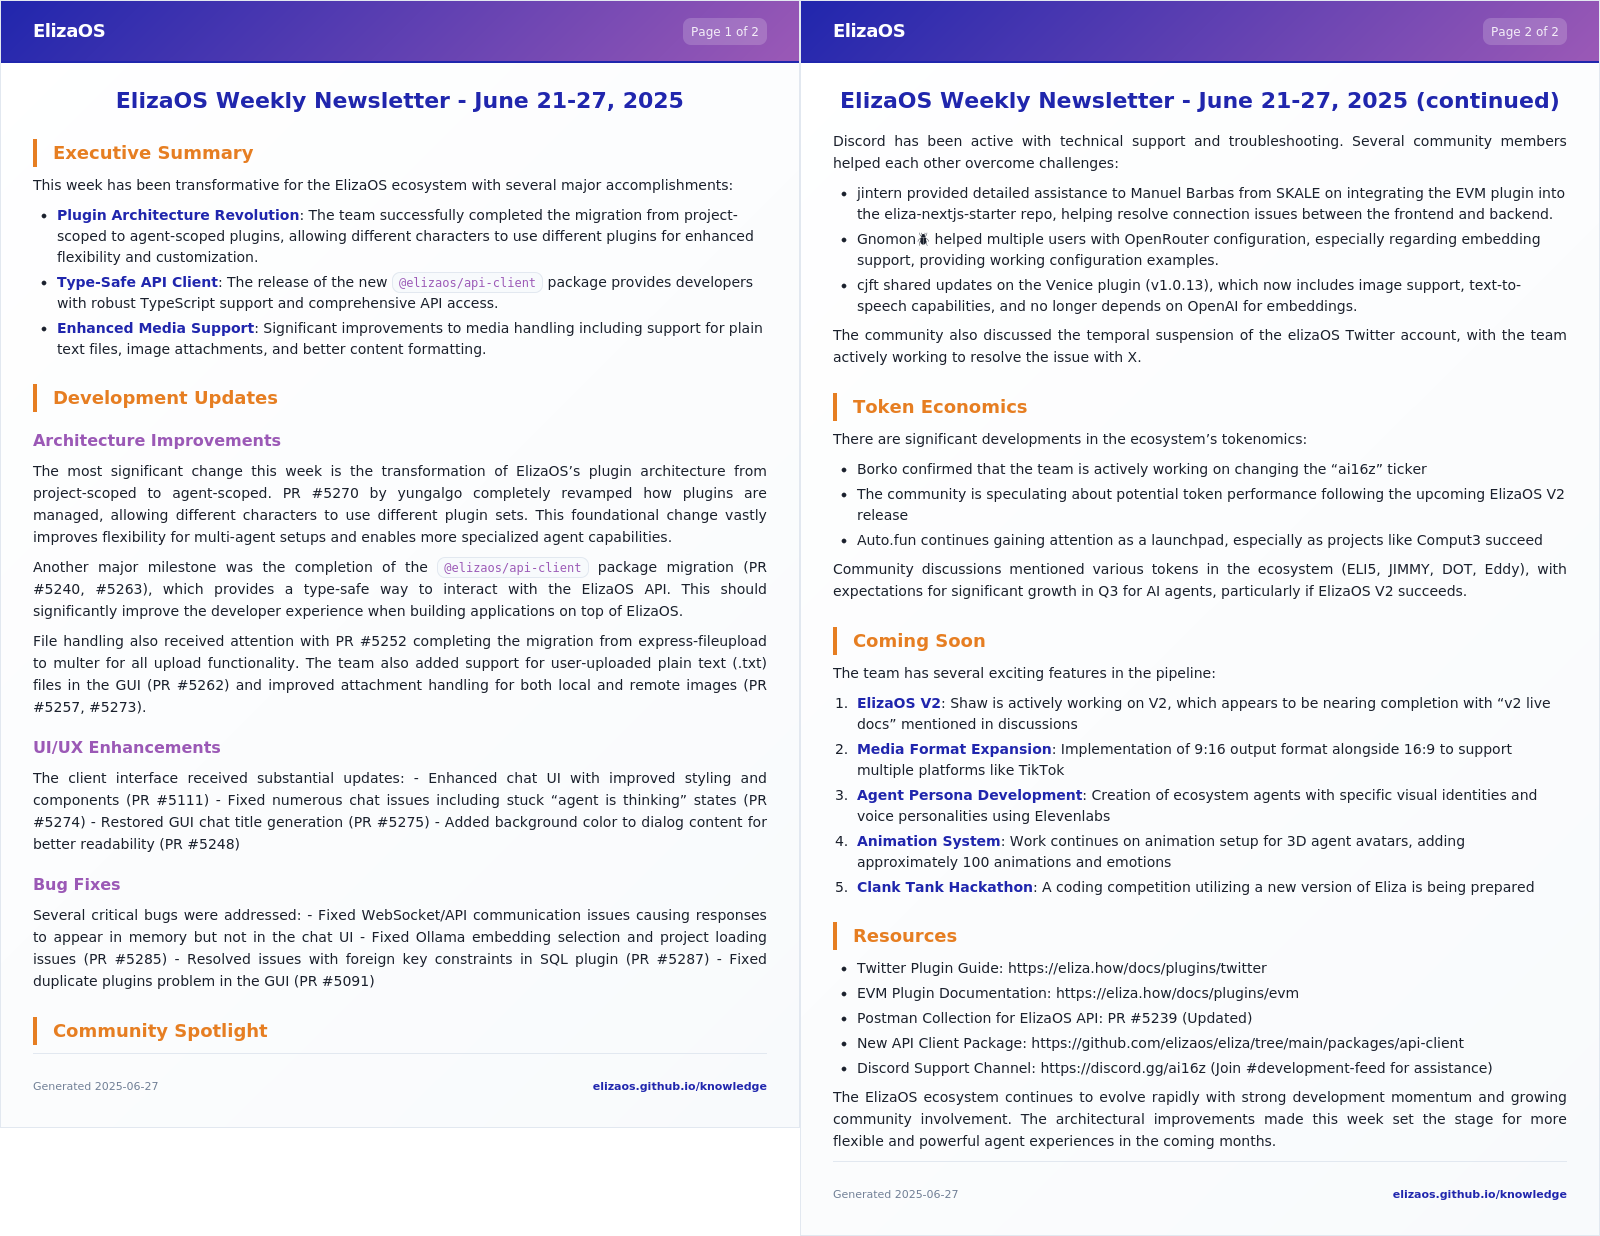 ElizaOS
Page 1 of 2
ElizaOS Weekly Newsletter - June 21-27, 2025
Executive Summary
This week has been transformative for the ElizaOS ecosystem with several major accomplishments:
• Plugin Architecture Revolution: The team successfully completed the migration from project-
scoped to agent-scoped plugins, allowing different characters to use different plugins for enhanced
flexibility and customization.
• Type-Safe API Client: The release of the new @elizaos/api-client package provides developers
with robust TypeScript support and comprehensive API access.
• Enhanced Media Support: Significant improvements to media handling including support for plain
text files, image attachments, and better content formatting.
Development Updates
Architecture Improvements
The most significant change this week is the transformation of ElizaOS’s plugin architecture from
project-scoped to agent-scoped. PR #5270 by yungalgo completely revamped how plugins are
managed, allowing different characters to use different plugin sets. This foundational change vastly
improves flexibility for multi-agent setups and enables more specialized agent capabilities.
Another major milestone was the completion of the @elizaos/api-client package migration (PR
#5240, #5263), which provides a type-safe way to interact with the ElizaOS API. This should
significantly improve the developer experience when building applications on top of ElizaOS.
File handling also received attention with PR #5252 completing the migration from express-fileupload
to multer for all upload functionality. The team also added support for user-uploaded plain text (.txt)
files in the GUI (PR #5262) and improved attachment handling for both local and remote images (PR
#5257, #5273).
UI/UX Enhancements
The client interface received substantial updates: - Enhanced chat UI with improved styling and
components (PR #5111) - Fixed numerous chat issues including stuck “agent is thinking” states (PR
#5274) - Restored GUI chat title generation (PR #5275) - Added background color to dialog content for
better readability (PR #5248)
Bug Fixes
Several critical bugs were addressed: - Fixed WebSocket/API communication issues causing responses
to appear in memory but not in the chat UI - Fixed Ollama embedding selection and project loading
issues (PR #5285) - Resolved issues with foreign key constraints in SQL plugin (PR #5287) - Fixed
duplicate plugins problem in the GUI (PR #5091)
Community Spotlight
Generated 2025-06-27
elizaos.github.io/knowledge
ElizaOS
Page 2 of 2
ElizaOS Weekly Newsletter - June 21-27, 2025 (continued)
Discord has been active with technical support and troubleshooting. Several community members
helped each other overcome challenges:
• jintern provided detailed assistance to Manuel Barbas from SKALE on integrating the EVM plugin into
the eliza-nextjs-starter repo, helping resolve connection issues between the frontend and backend.
• Gnomon🪲 helped multiple users with OpenRouter configuration, especially regarding embedding
support, providing working configuration examples.
• cjft shared updates on the Venice plugin (v1.0.13), which now includes image support, text-to-
speech capabilities, and no longer depends on OpenAI for embeddings.
The community also discussed the temporal suspension of the elizaOS Twitter account, with the team
actively working to resolve the issue with X.
Token Economics
There are significant developments in the ecosystem’s tokenomics:
• Borko confirmed that the team is actively working on changing the “ai16z” ticker
• The community is speculating about potential token performance following the upcoming ElizaOS V2
release
• Auto.fun continues gaining attention as a launchpad, especially as projects like Comput3 succeed
Community discussions mentioned various tokens in the ecosystem (ELI5, JIMMY, DOT, Eddy), with
expectations for significant growth in Q3 for AI agents, particularly if ElizaOS V2 succeeds.
Coming Soon
The team has several exciting features in the pipeline:
1. ElizaOS V2: Shaw is actively working on V2, which appears to be nearing completion with “v2 live
docs” mentioned in discussions
2. Media Format Expansion: Implementation of 9:16 output format alongside 16:9 to support
multiple platforms like TikTok
3. Agent Persona Development: Creation of ecosystem agents with specific visual identities and
voice personalities using Elevenlabs
4. Animation System: Work continues on animation setup for 3D agent avatars, adding
approximately 100 animations and emotions
5. Clank Tank Hackathon: A coding competition utilizing a new version of Eliza is being prepared
Resources
• Twitter Plugin Guide: https://eliza.how/docs/plugins/twitter
• EVM Plugin Documentation: https://eliza.how/docs/plugins/evm
• Postman Collection for ElizaOS API: PR #5239 (Updated)
• New API Client Package: https://github.com/elizaos/eliza/tree/main/packages/api-client
• Discord Support Channel: https://discord.gg/ai16z (Join #development-feed for assistance)
The ElizaOS ecosystem continues to evolve rapidly with strong development momentum and growing
community involvement. The architectural improvements made this week set the stage for more
flexible and powerful agent experiences in the coming months.
Generated 2025-06-27
elizaos.github.io/knowledge